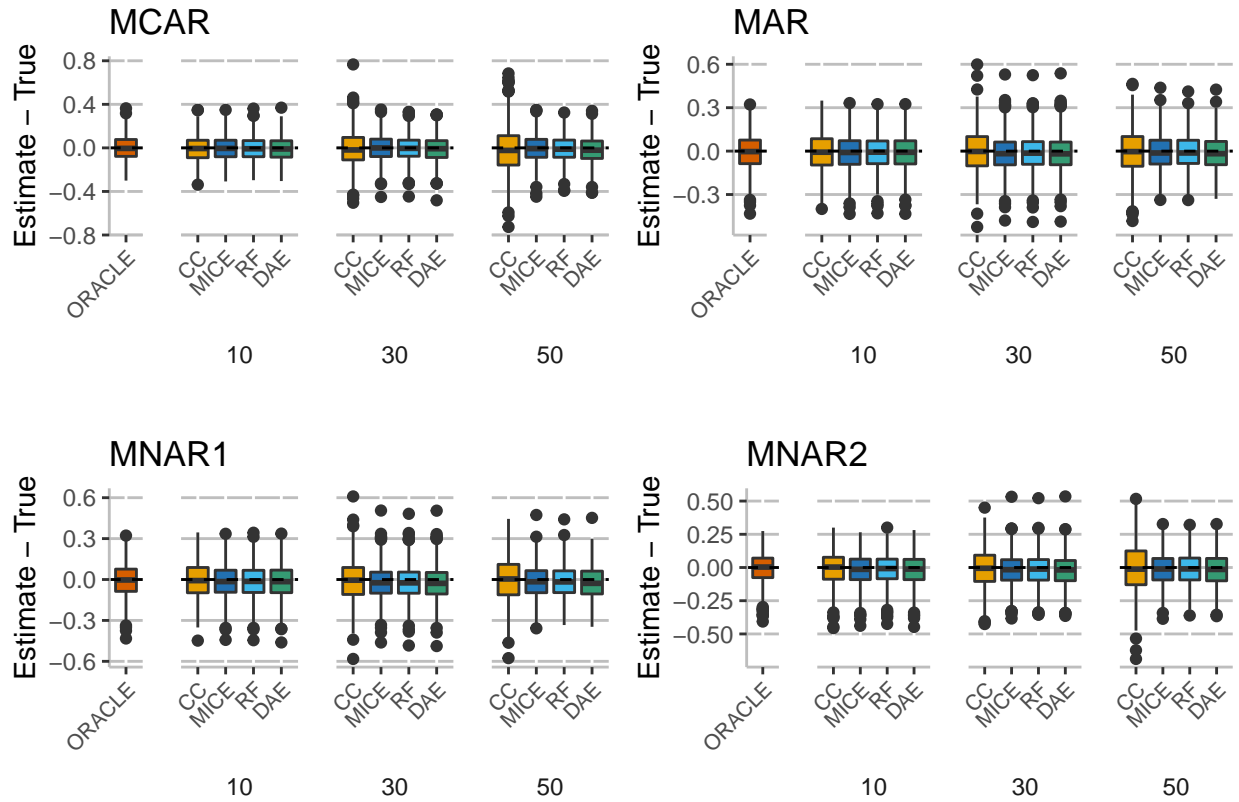 MCAR
Estimate − True
0.8
0.4
0.0
−0.4
−0.8
ORACLE
CC
MICE
RF
DAE
CC
MICE
RF
DAE
CC
MICE
RF
DAE
10
30
50
MAR
Estimate − True
0.6
0.3
0.0
−0.3
ORACLE
CC
MICE
RF
DAE
CC
MICE
RF
DAE
CC
MICE
RF
DAE
10
30
50
MNAR1
Estimate − True
0.6
0.3
0.0
−0.3
−0.6
ORACLE
CC
MICE
RF
DAE
CC
MICE
RF
DAE
CC
MICE
RF
DAE
10
30
50
MNAR2
Estimate − True
0.50
0.25
0.00
−0.25
−0.50
ORACLE
CC
MICE
RF
DAE
CC
MICE
RF
DAE
CC
MICE
RF
DAE
10
30
50